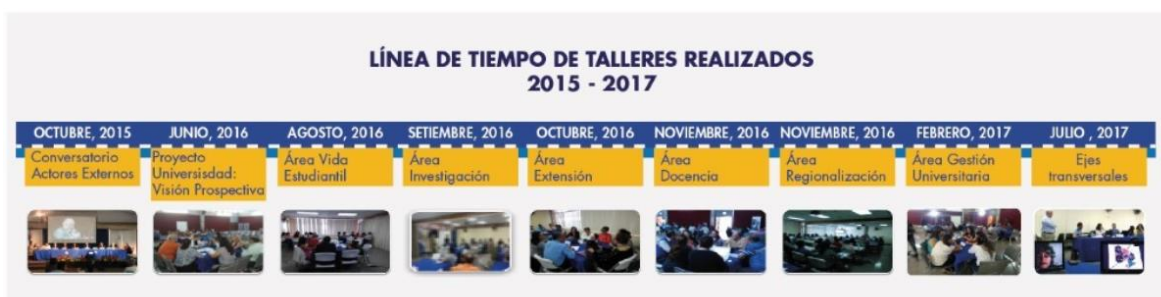 LÍNEA DE TIEMPO DE TALLERES REALIZADOS
2015 - 2017
OCTUBRE, 2015
Conversatorio
Actores Externos
JUNIO, 2016
Proyecto
Universisdad:
Visión Prospectiva
AGOSTO, 2016
Área Vida
Estudiantil
SETIEMBRE, 2016
Área
Investigación
OCTUBRE, 2016
Área
Extensión
NOVIEMBRE, 2016
Área
Docencia
NOVIEMBRE, 2016
Área
Regionalización
FEBRERO, 2017
Área Gestión
Universitaria
JULIO , 2017
Ejes
transversales